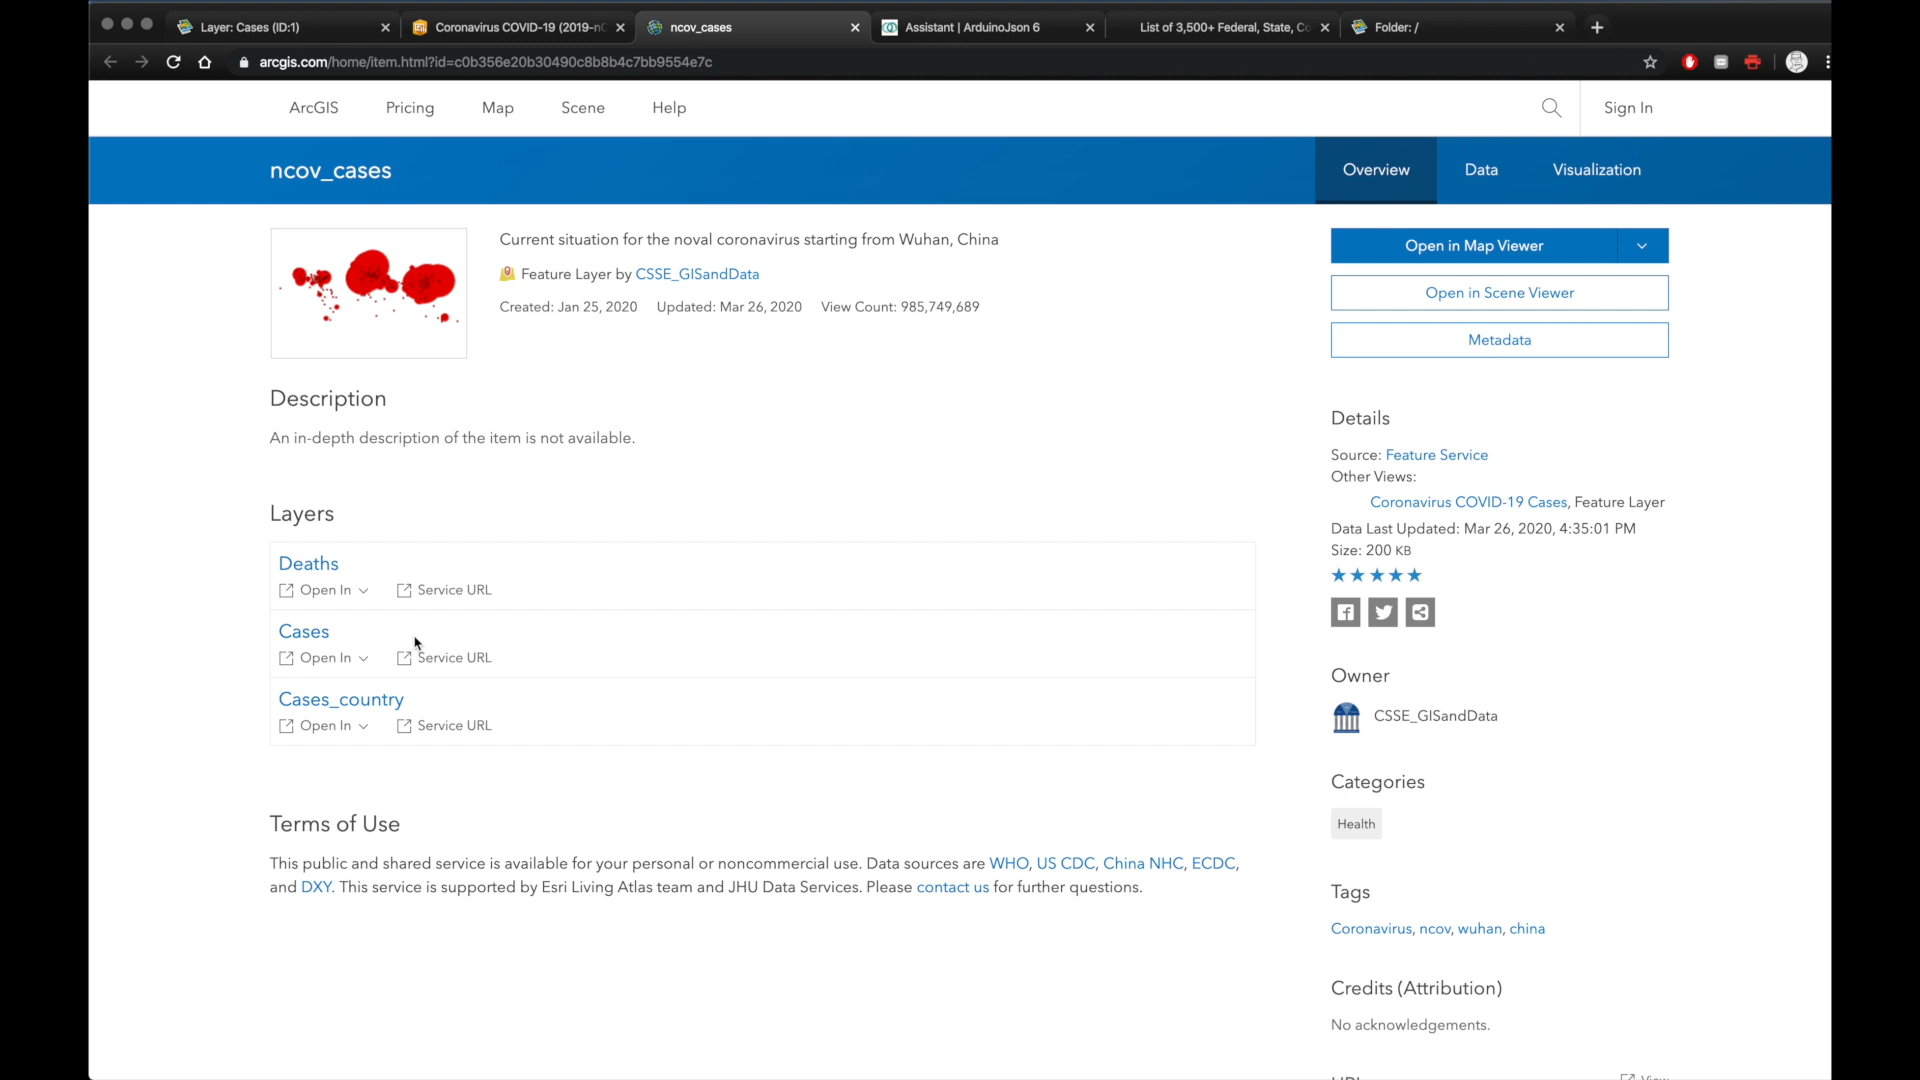 Layer: Cases (ID:1)
Coronavirus COVID-19 (2019-nC
ncov_cases
Assistant | ArduinoJson 6
List of 3,500+ Federal, State, Co
Folder: /
arcgis.com/home/item.html?id=c0b356e20b30490c8b8b4c7bb9554e7c
ArcGIS Pricing Map Scene Help Sign In
ncov_cases
Overview Data Visualization
Current situation for the noval coronavirus starting from Wuhan, China
Feature Layer by CSSE_GISandData
Created: Jan 25, 2020 Updated: Mar 26, 2020 View Count: 985,749,689
Open in Map Viewer
Open in Scene Viewer
Metadata
Description
An in-depth description of the item is not available.
Layers
Deaths
Open In Service URL
Cases
Open In Service URL
Cases_country
Open In Service URL
Terms of Use
This public and shared service is available for your personal or noncommercial use. Data sources are WHO, US CDC, China NHC, ECDC,
and DXY. This service is supported by Esri Living Atlas team and JHU Data Services. Please contact us for further questions.
Details
Source: Feature Service
Other Views:
Coronavirus COVID-19 Cases, Feature Layer
Data Last Updated: Mar 26, 2020, 4:35:01 PM
Size: 200 KB
Owner
CSSE_GISandData
Categories
Health
Tags
Coronavirus, ncov, wuhan, china
Credits (Attribution)
No acknowledgements.